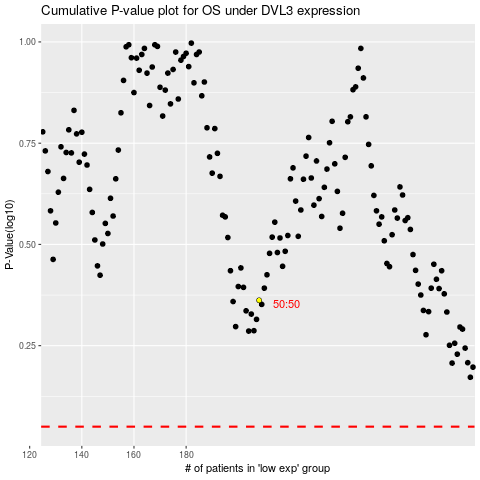 Cumulative P-value plot for OS under DVL3 expression
P-Value(log10)
1.00
0.75
0.50
0.25
50:50
120 140 160 180
# of patients in 'low exp' group